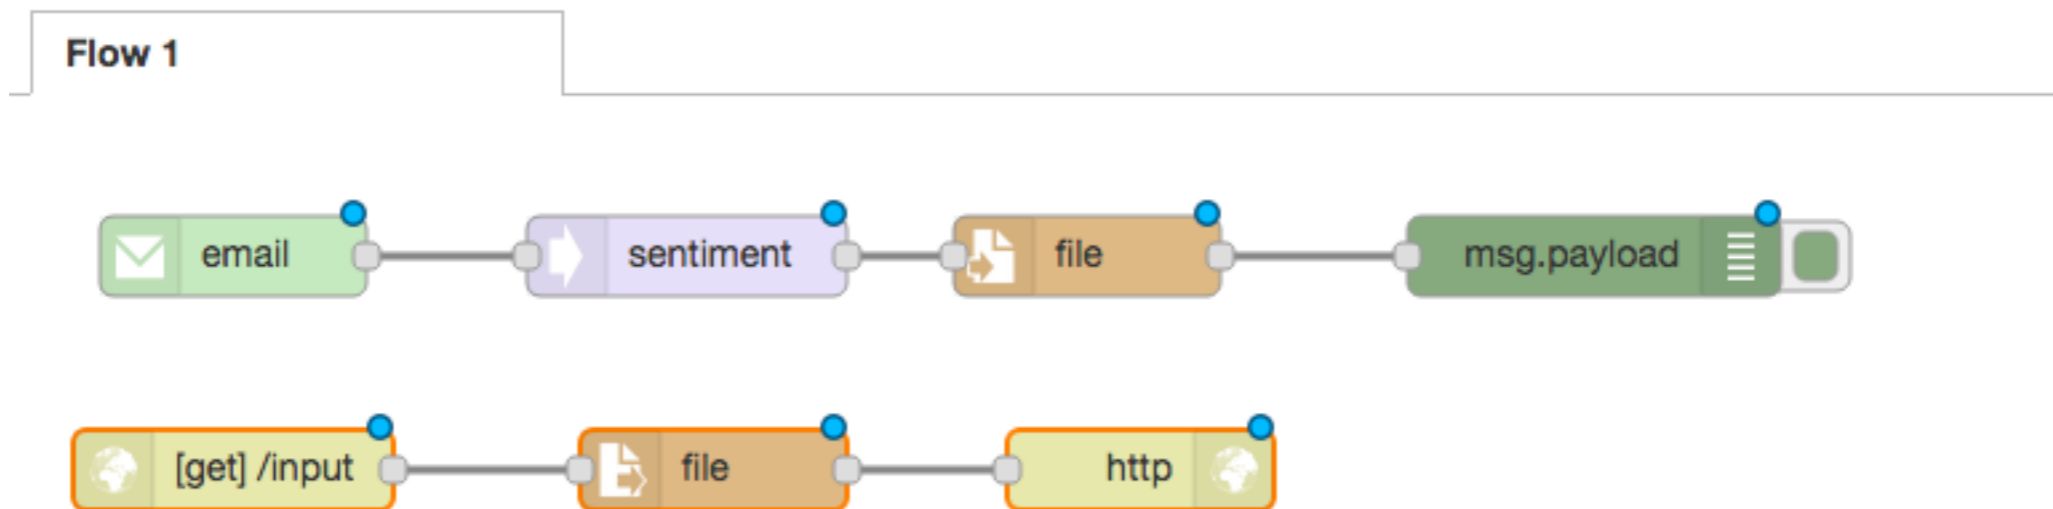 Flow 1
email sentiment file msg.payload
[get] /input file http